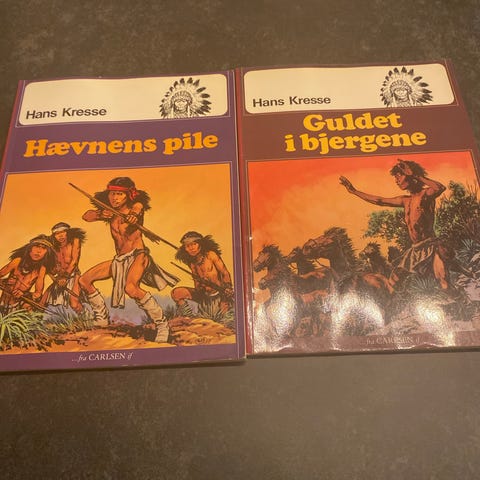 Hans Kresse
Hævnens pile
...fra CARLSEN if
Hans Kresse
Guldet
i bjergene
...fra CARLSEN if